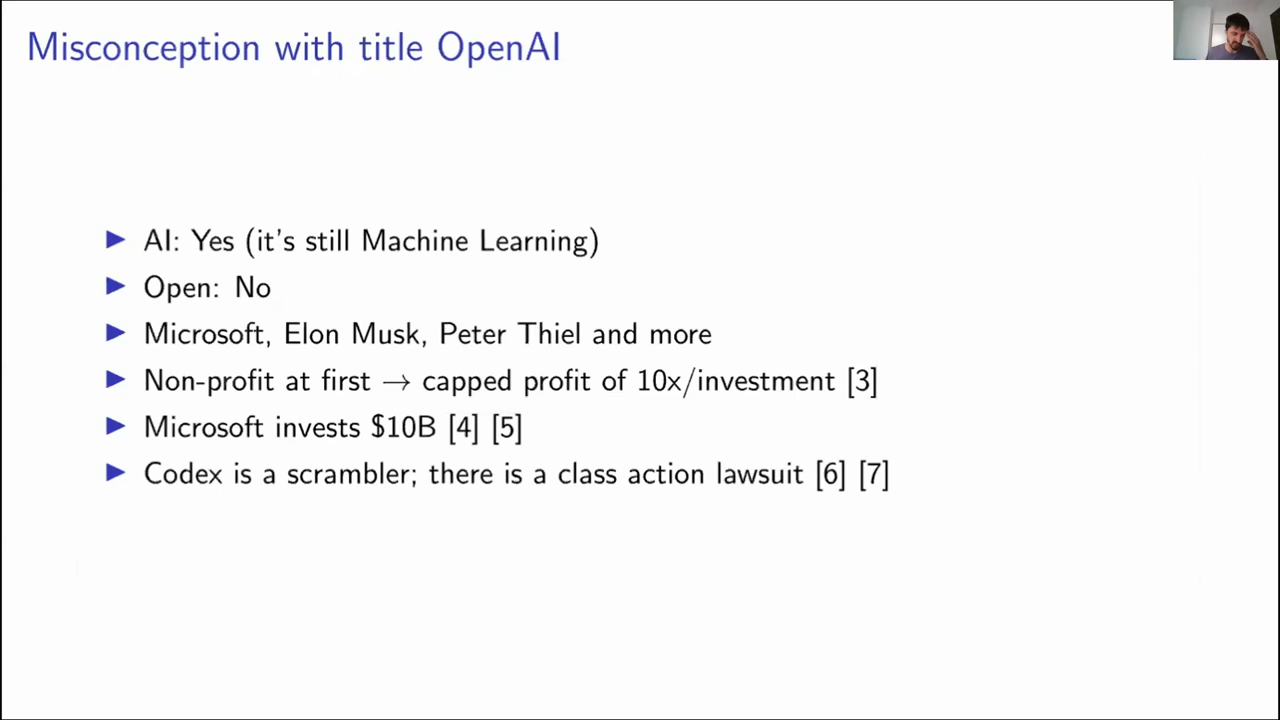 Misconception with title OpenAI
▶ AI: Yes (it's still Machine Learning)
▶ Open: No
▶ Microsoft, Elon Musk, Peter Thiel and more
▶ Non-profit at first → capped profit of 10x/investment [3]
▶ Microsoft invests $10B [4] [5]
▶ Codex is a scrambler; there is a class action lawsuit [6] [7]